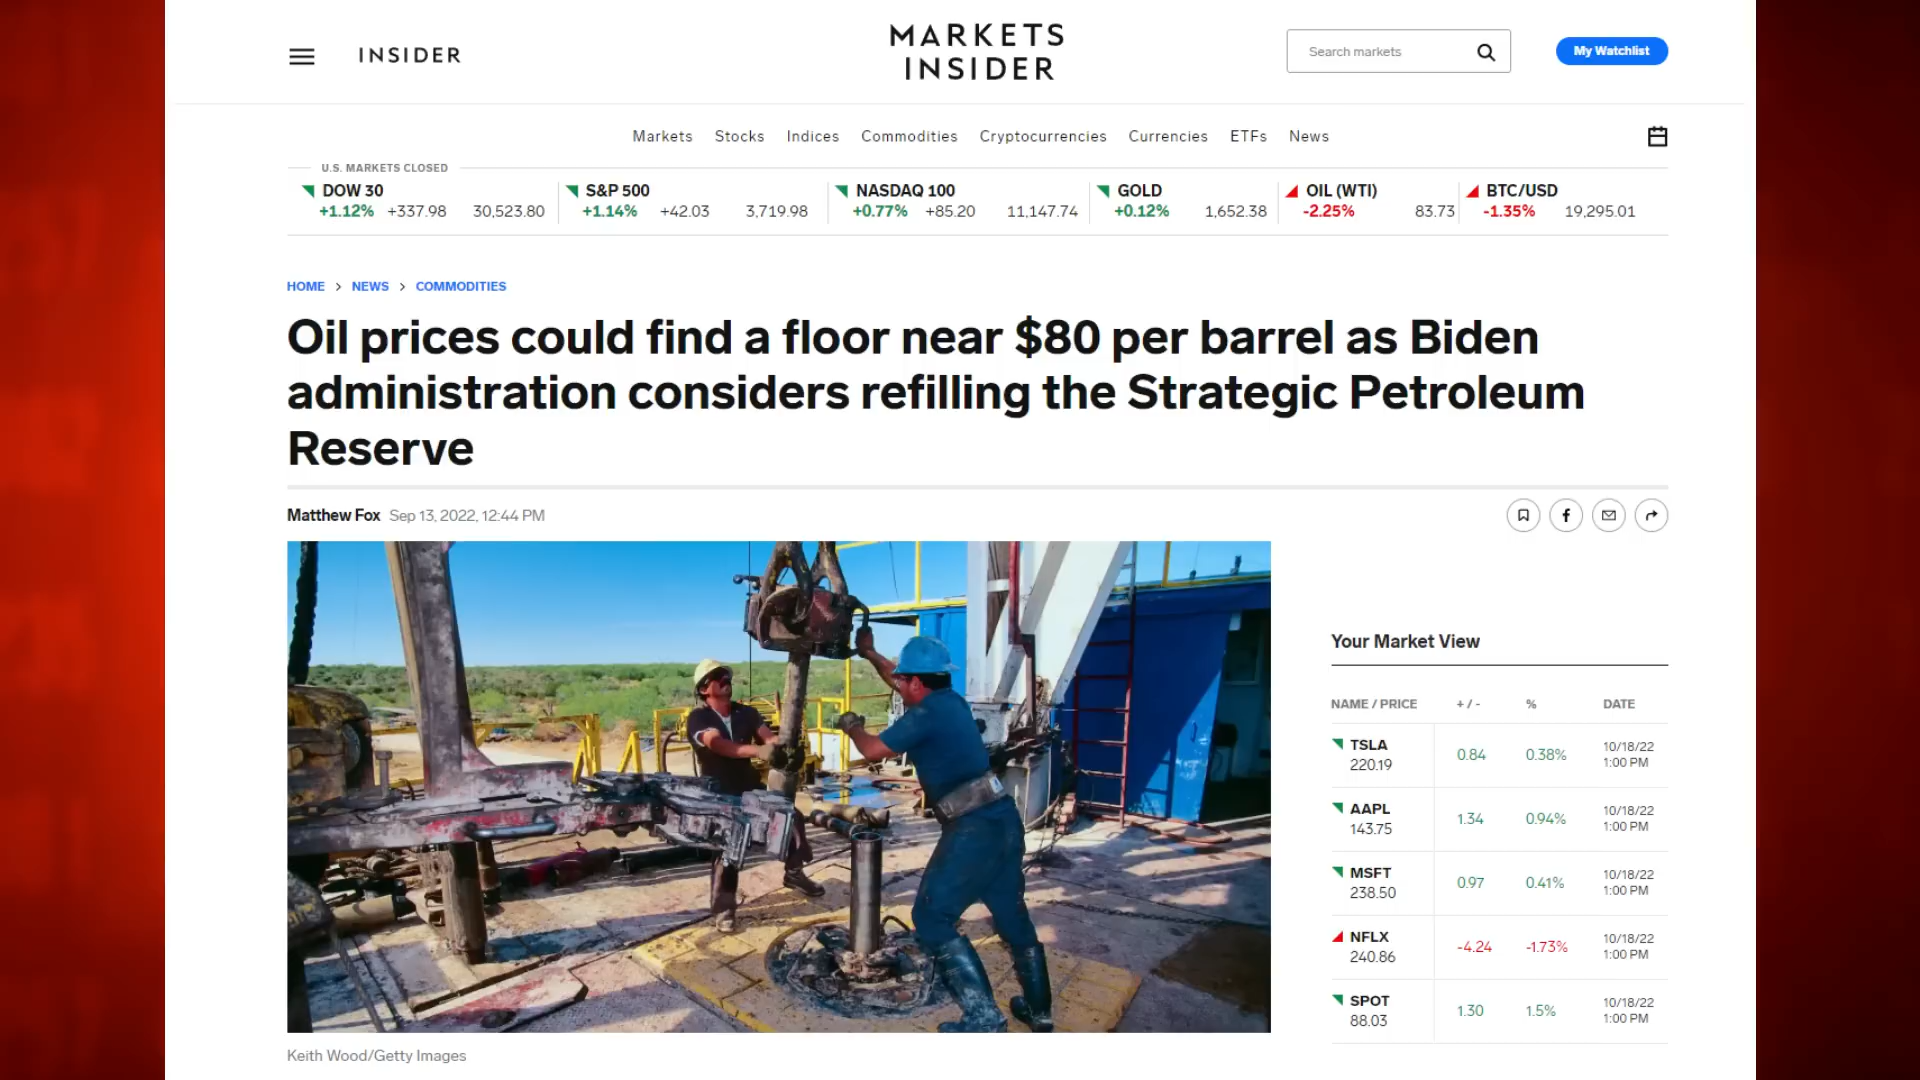 INSIDER
MARKETS
INSIDER
Search markets
My Watchlist
Markets Stocks Indices Commodities Cryptocurrencies Currencies ETFs News
U.S. MARKETS CLOSED
DOW 30
+1.12% +337.98 30,523.80
S&P 500
+1.14% +42.03 3,719.98
NASDAQ 100
+0.77% +85.20 11,147.74
GOLD
+0.12% 1,652.38
OIL (WTI)
-2.25% 83.73
BTC/USD
-1.35% 19,295.01
HOME > NEWS > COMMODITIES
Oil prices could find a floor near $80 per barrel as Biden
administration considers refilling the Strategic Petroleum
Reserve
Matthew Fox Sep 13, 2022, 12:44 PM
Keith Wood/Getty Images
Your Market View
NAME / PRICE + / - % DATE
TSLA
220.19 0.84 0.38% 10/18/22
1:00 PM
AAPL
143.75 1.34 0.94% 10/18/22
1:00 PM
MSFT
238.50 0.97 0.41% 10/18/22
1:00 PM
NFLX
240.86 -4.24 -1.73% 10/18/22
1:00 PM
SPOT
88.03 1.30 1.5% 10/18/22
1:00 PM